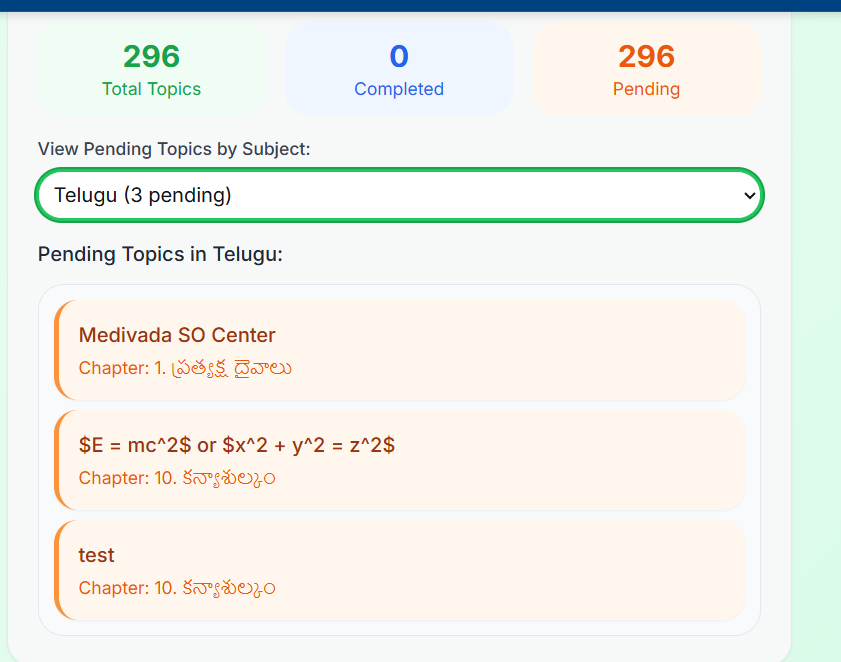 296
Total Topics
0
Completed
296
Pending
View Pending Topics by Subject:
Telugu (3 pending)
Pending Topics in Telugu:
Medivada SO Center
Chapter: 1. ప్రత్యక్ష దైవాలు
$E = mc^2$ or $x^2 + y^2 = z^2$
Chapter: 10. కన్యాశుల్కం
test
Chapter: 10. కన్యాశుల్కం